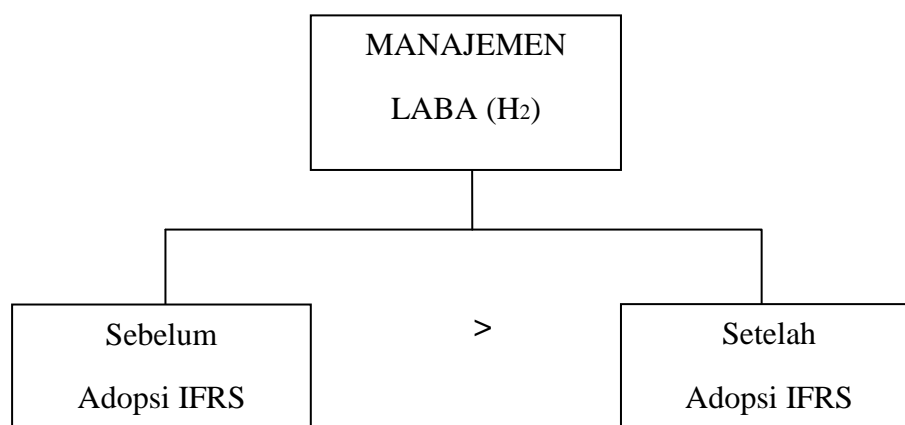 MANAJEMEN
LABA (H2)
Sebelum
Adopsi IFRS
>
Setelah
Adopsi IFRS